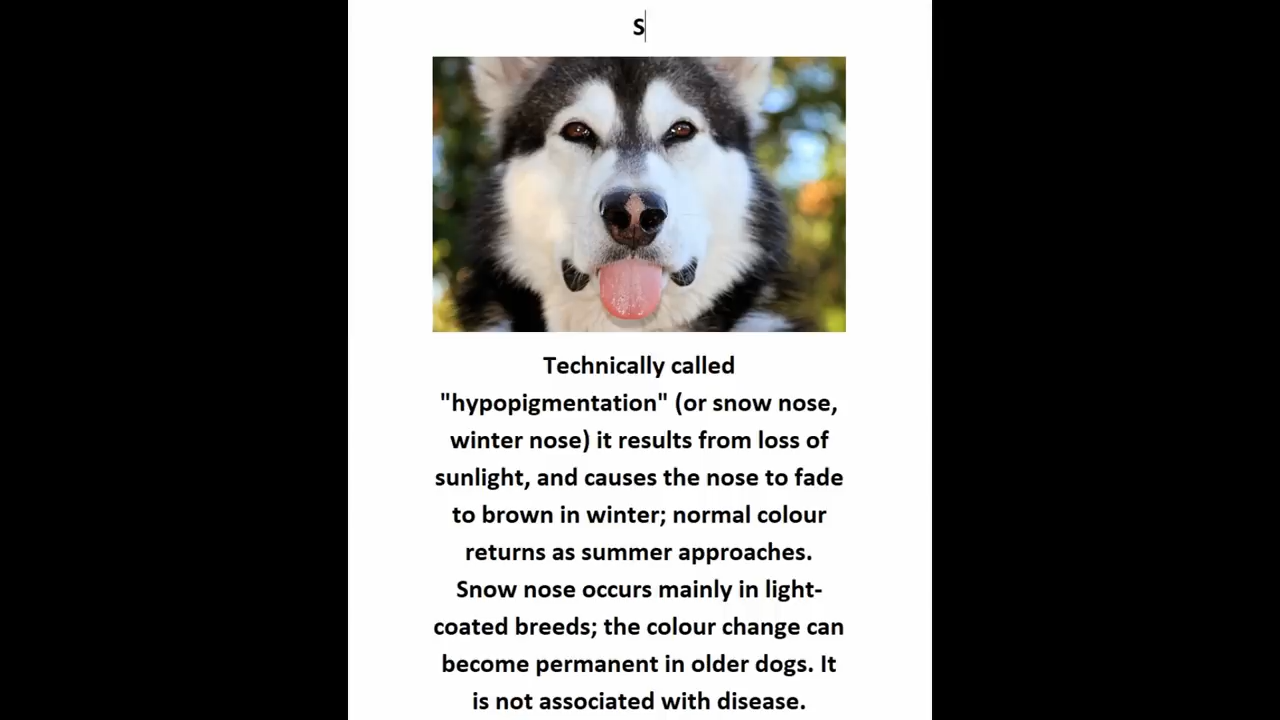 S
Technically called
"hypopigmentation" (or snow nose,
winter nose) it results from loss of
sunlight, and causes the nose to fade
to brown in winter; normal colour
returns as summer approaches.
Snow nose occurs mainly in light-
coated breeds; the colour change can
become permanent in older dogs. It
is not associated with disease.